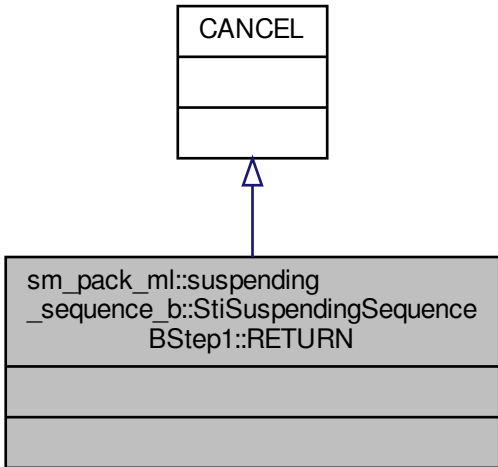 CANCEL
sm_pack_ml::suspending
_sequence_b::StiSuspendingSequence
BStep1::RETURN